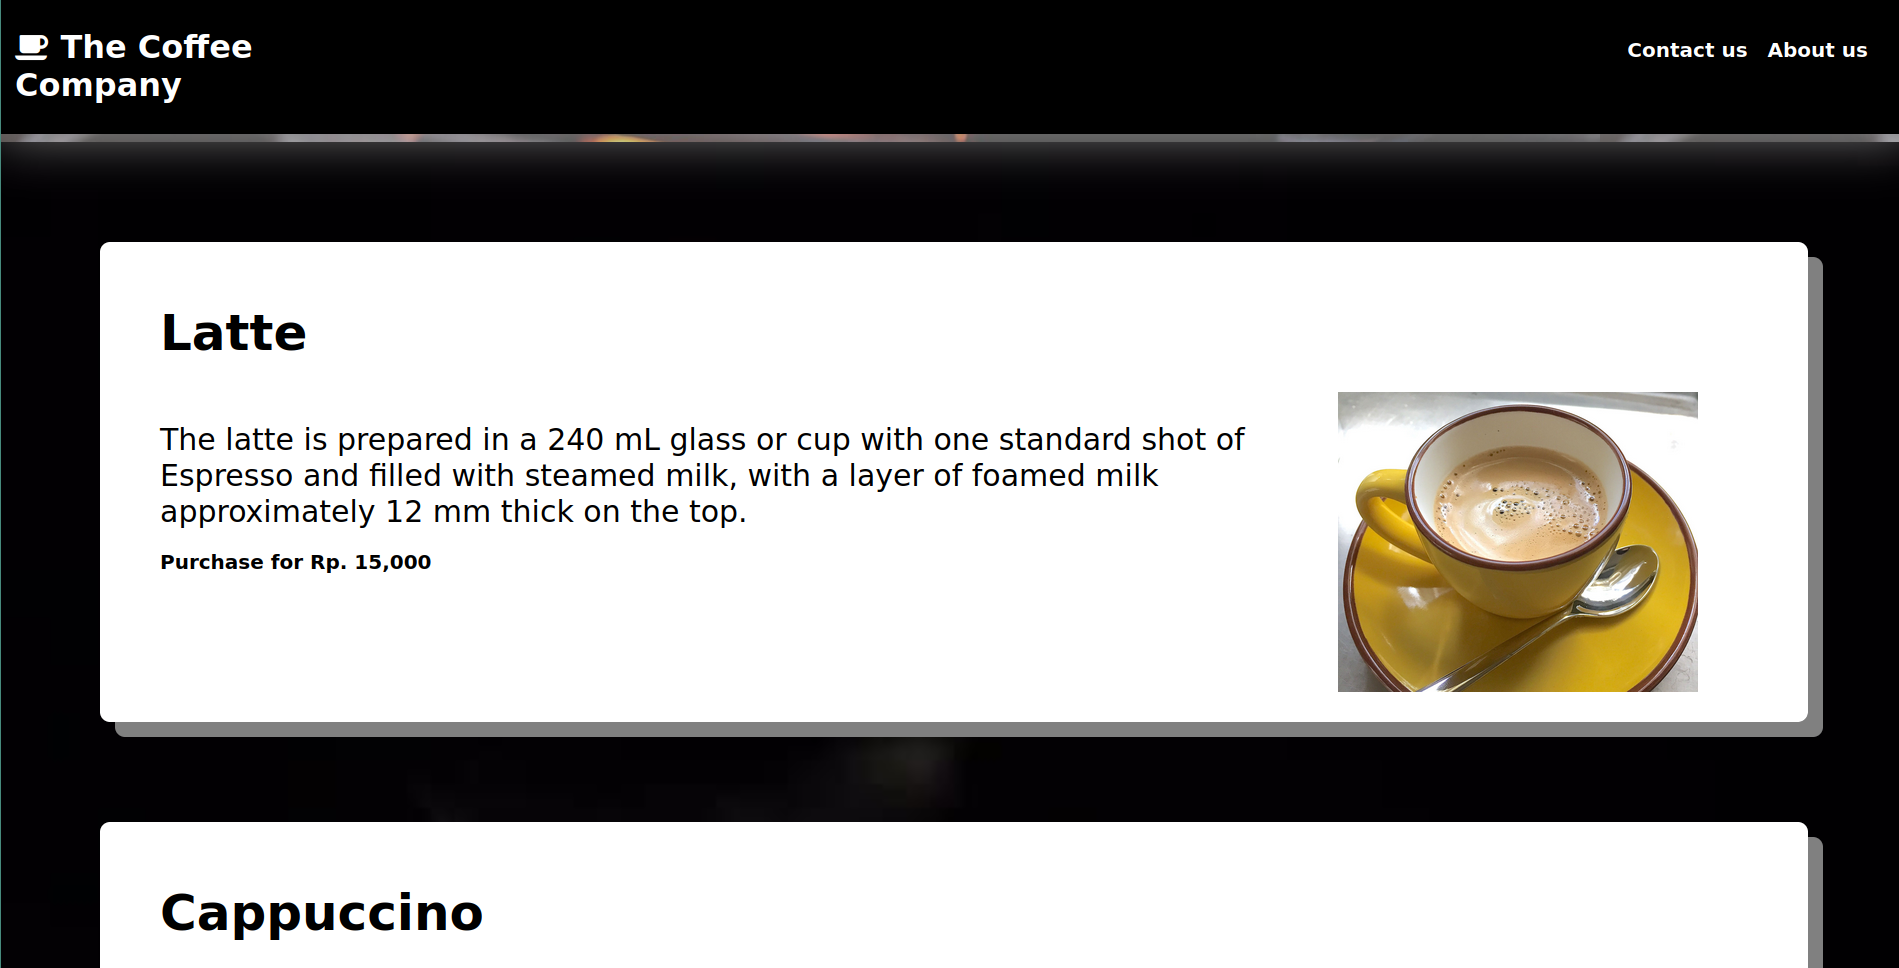 The Coffee
Company
Contact us About us
Latte
The latte is prepared in a 240 mL glass or cup with one standard shot of
Espresso and filled with steamed milk, with a layer of foamed milk
approximately 12 mm thick on the top.
Purchase for Rp. 15,000
Cappuccino